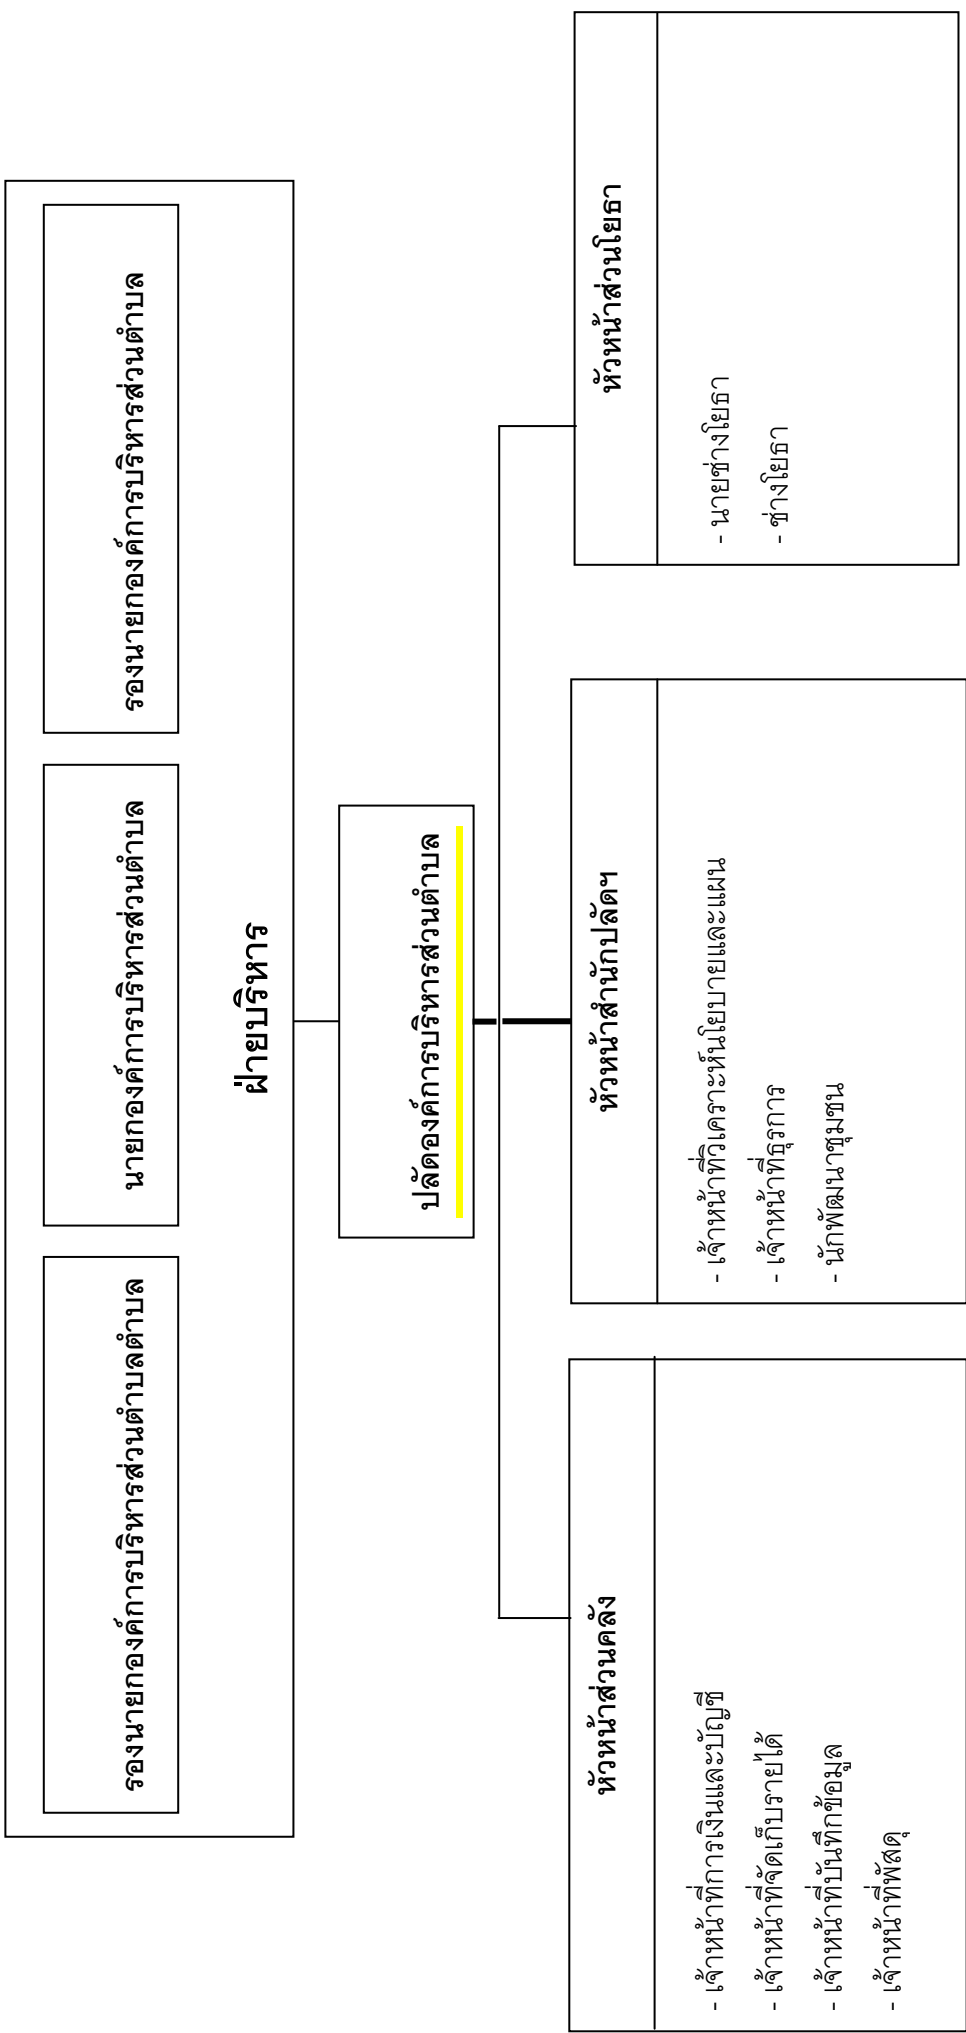 รองนายกองค์การบริหารส่วนตำบลตำบล
นายกองค์การบริหารส่วนตำบล
รองนายกองค์การบริหารส่วนตำบล
ฝ่ายบริหาร
ปลัดองค์การบริหารส่วนตำบล
หัวหน้าส่วนคลัง
- เจ้าหน้าที่การเงินและบัญชี
- เจ้าหน้าที่จัดเก็บรายได้
- เจ้าหน้าที่บันทึกข้อมูล
- เจ้าหน้าที่พัสดุ
หัวหน้าสำนักปลัดฯ
- เจ้าหน้าที่วิเคราะห์นโยบายและแผน
- เจ้าหน้าที่ธุรการ
- นักพัฒนาชุมชน
หัวหน้าส่วนโยธา
- นายช่างโยธา
- ช่างโยธา